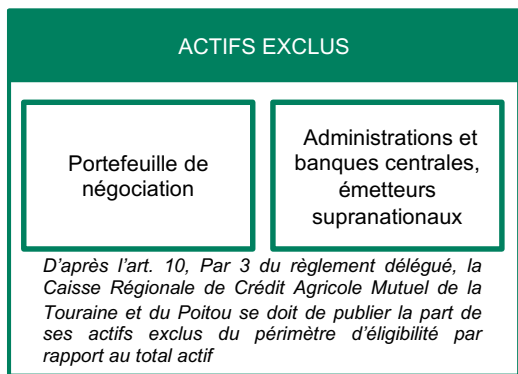 ACTIFS EXCLUS
Portefeuille de
négociation
Administrations et
banques centrales,
émetteurs
supranationaux
D'après l'art. 10, Par 3 du règlement délégué, la
Caisse Régionale de Crédit Agricole Mutuel de la
Touraine et du Poitou se doit de publier la part de
ses actifs exclus du périmètre d'éligibilité par
rapport au total actif